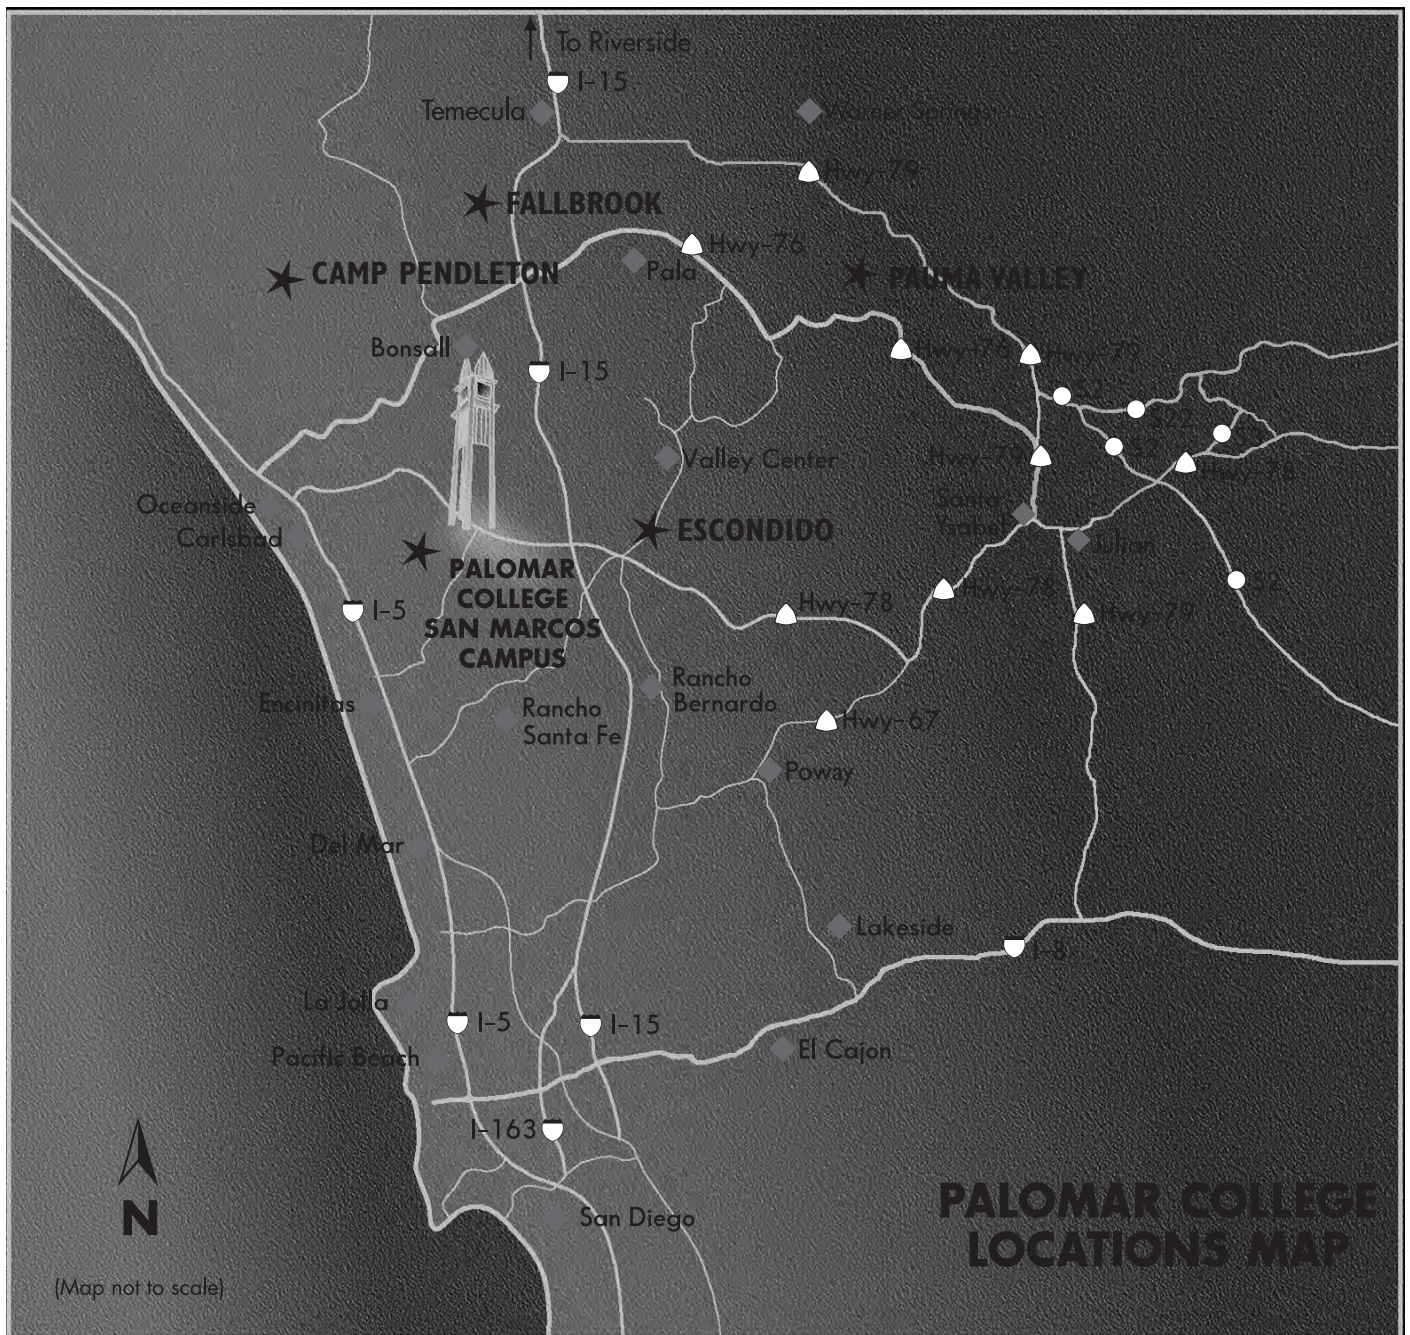 To Riverside
I-15
Temecula
Warner Springs
Hwy-79
FALLBROOK
Hwy-76
Pala
CAMP PENDLETON
PAUMA VALLEY
Bonsall
I-15
Hwy-76
Hwy-79
S2
S22
S2
Hwy-79
Hwy-78
Valley Center
Oceanside
Carlsbad
Santa
Ysabel
Julian
ESCONDIDO
PALOMAR
COLLEGE
SAN MARCOS
CAMPUS
I-5
Hwy-78
Hwy-78
S2
Hwy-79
Encinitas
Rancho
Santa Fe
Rancho
Bernardo
Hwy-67
Poway
Del Mar
Lakeside
I-8
La Jolla
I-5
I-15
Pacific Beach
El Cajon
I-163
N
San Diego
(Map not to scale)
PALOMAR COLLEGE
LOCATIONS MAP